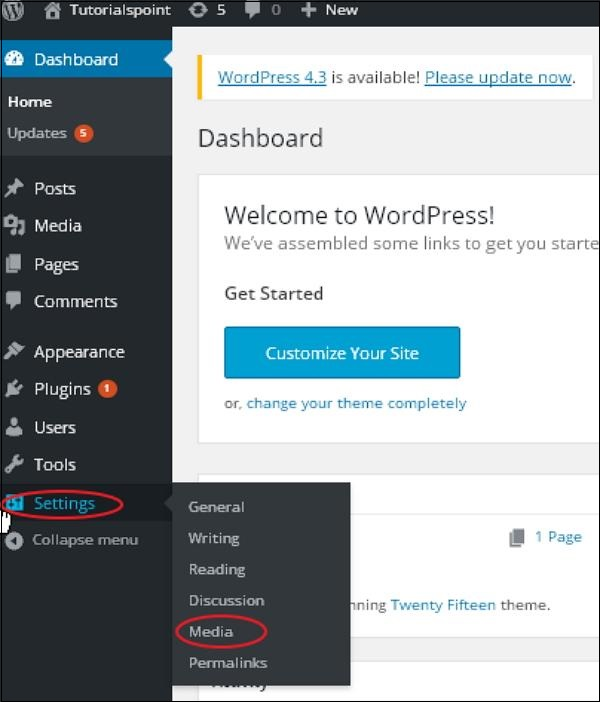 Tutorialspoint 5 0 New
Dashboard
Home
Updates 5
Posts
Media
Pages
Comments
Appearance
Plugins 1
Users
Tools
Settings
Collapse menu
General
Writing
Reading
Discussion
Media
Permalinks
WordPress 4.3 is available! Please update now.
Dashboard
Welcome to WordPress!
We've assembled some links to get you starte
Get Started
Customize Your Site
or, change your theme completely
1 Page
nning Twenty Fifteen theme.
Activity